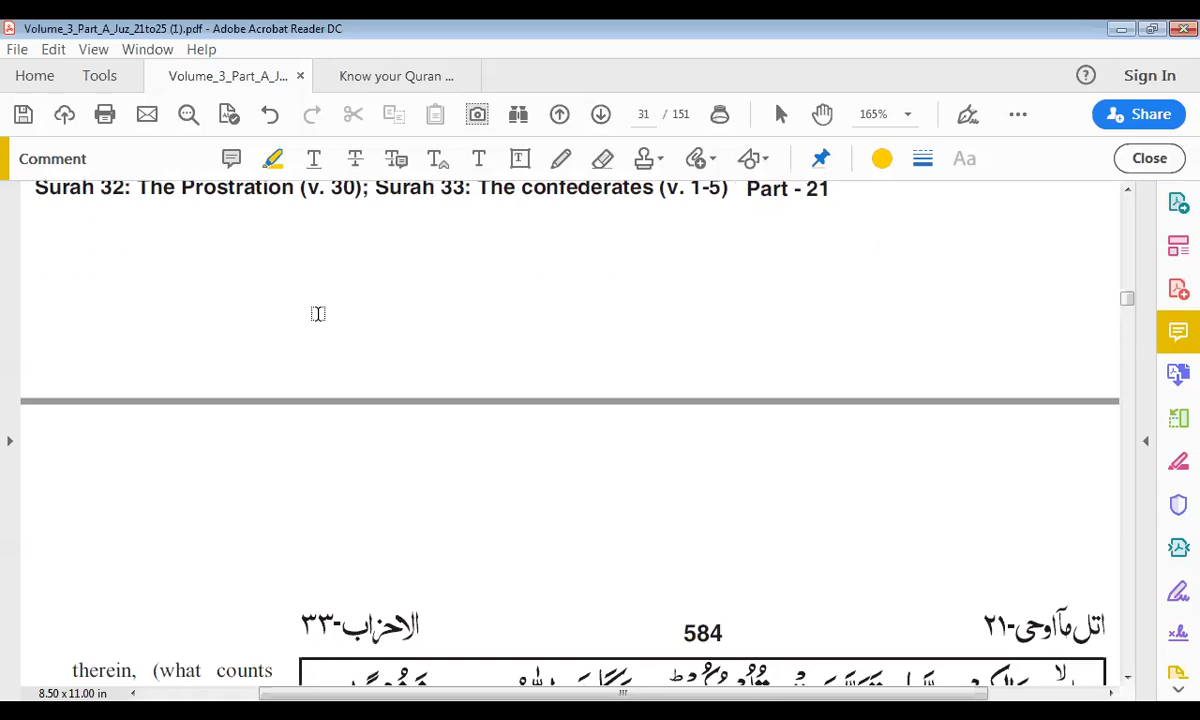 Volume_3_Part_A_Juz_21to25 (1).pdf - Adobe Acrobat Reader DC
File Edit View Window Help
Home Tools Volume_3_Part_A_J... × Know your Quran ... Sign In
31 / 151 165% Share
Comment Close
Surah 32: The Prostration (v. 30); Surah 33: The confederates (v. 1-5) Part - 21
الاحزاب-٣٣ 584 اتل مآاوحی-٢١
therein, (what counts
8.50 x 11.00 in